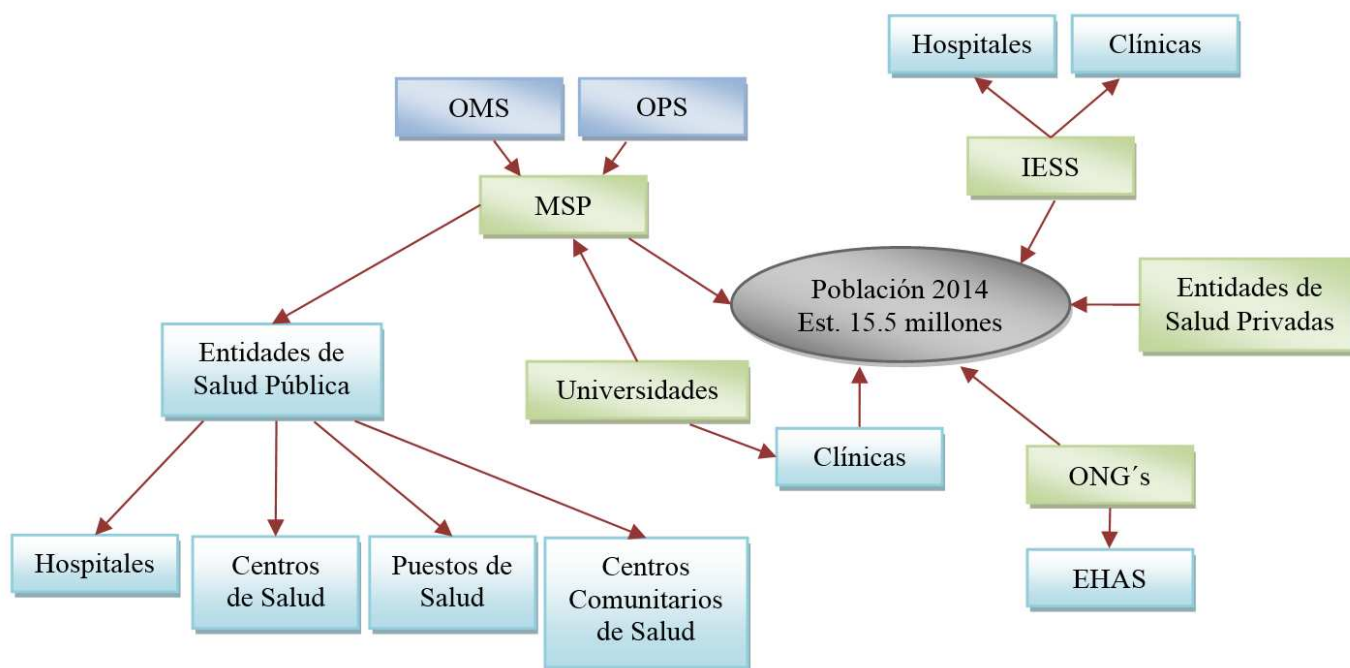 Hospitales
Clínicas
OMS
OPS
IESS
MSP
Población 2014
Est. 15.5 millones
Entidades de
Salud Privadas
Entidades de
Salud Pública
Universidades
Clínicas
ONG´s
Hospitales
Centros
de Salud
Puestos de
Salud
Centros
Comunitarios
de Salud
EHAS